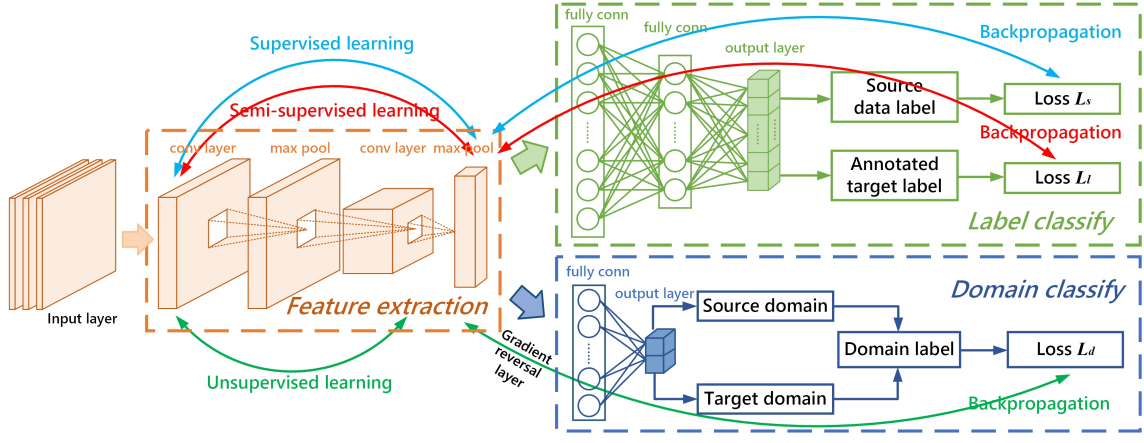 fully conn
fully conn
output layer
Backpropagation
Supervised learning
Source
data label
Loss Ls
Semi-supervised learning
Backpropagation
conv layer
max pool
conv layer
max pool
Annotated
target label
Loss Ll
Label classify
Input layer
Feature extraction
fully conn
output layer
Domain classify
Source domain
Gradient
reversal
layer
Domain label
Loss Ld
Unsupervised learning
Target domain
Backpropagation